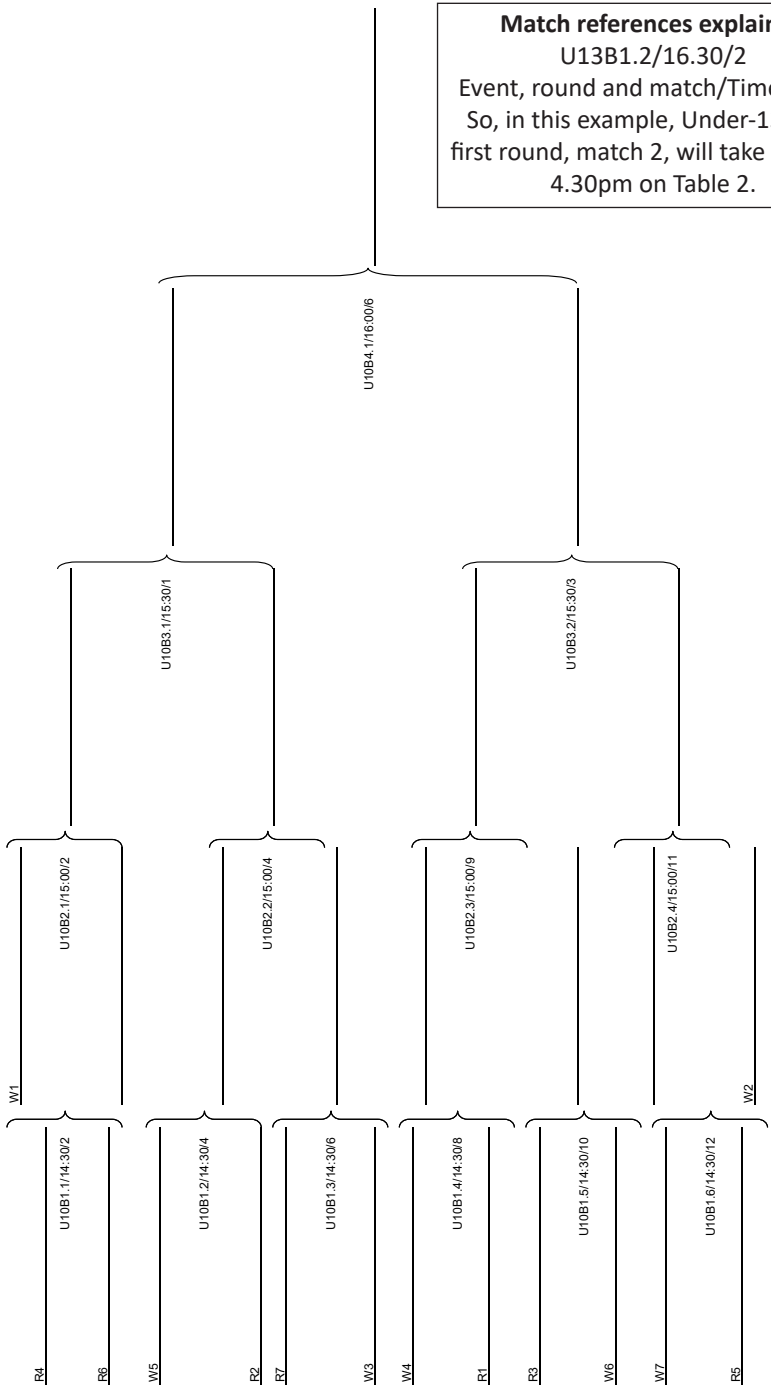 Match references explain
U13B1.2/16.30/2
Event, round and match/Time
So, in this example, Under-1
first round, match 2, will take
4.30pm on Table 2.
U10B4.1/16:00/6
U10B3.1/15:30/1
U10B3.2/15:30/3
U10B2.1/15:00/2
U10B2.2/15:00/4
U10B2.3/15:00/9
U10B2.4/15:00/11
W1
W2
U10B1.1/14:30/2
U10B1.2/14:30/4
U10B1.3/14:30/6
U10B1.4/14:30/8
U10B1.5/14:30/10
U10B1.6/14:30/12
R4
R6
W5
R2
R7
W3
W4
R1
R3
W6
W7
R5